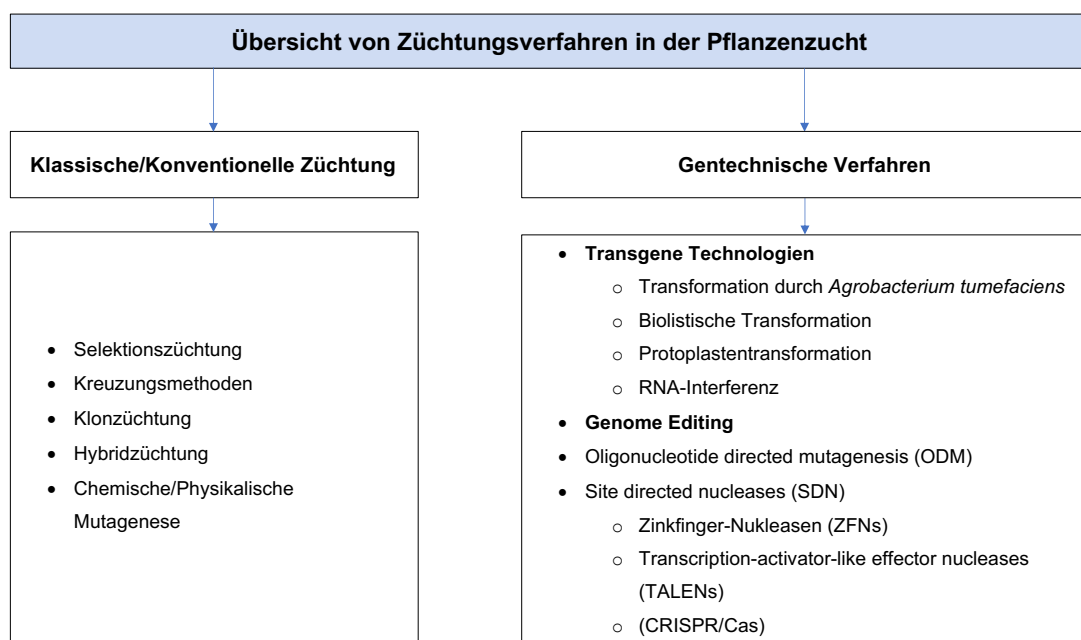 Übersicht von Züchtungsverfahren in der Pflanzenzucht
Klassische/Konventionelle Züchtung
• Selektionszüchtung
• Kreuzungsmethoden
• Klonzüchtung
• Hybridzüchtung
• Chemische/Physikalische
Mutagenese
Gentechnische Verfahren
• Transgene Technologien
○ Transformation durch Agrobacterium tumefaciens
○ Biolistische Transformation
○ Protoplastentransformation
○ RNA-Interferenz
• Genome Editing
• Oligonucleotide directed mutagenesis (ODM)
• Site directed nucleases (SDN)
○ Zinkfinger-Nukleasen (ZFNs)
○ Transcription-activator-like effector nucleases
(TALENs)
○ (CRISPR/Cas)